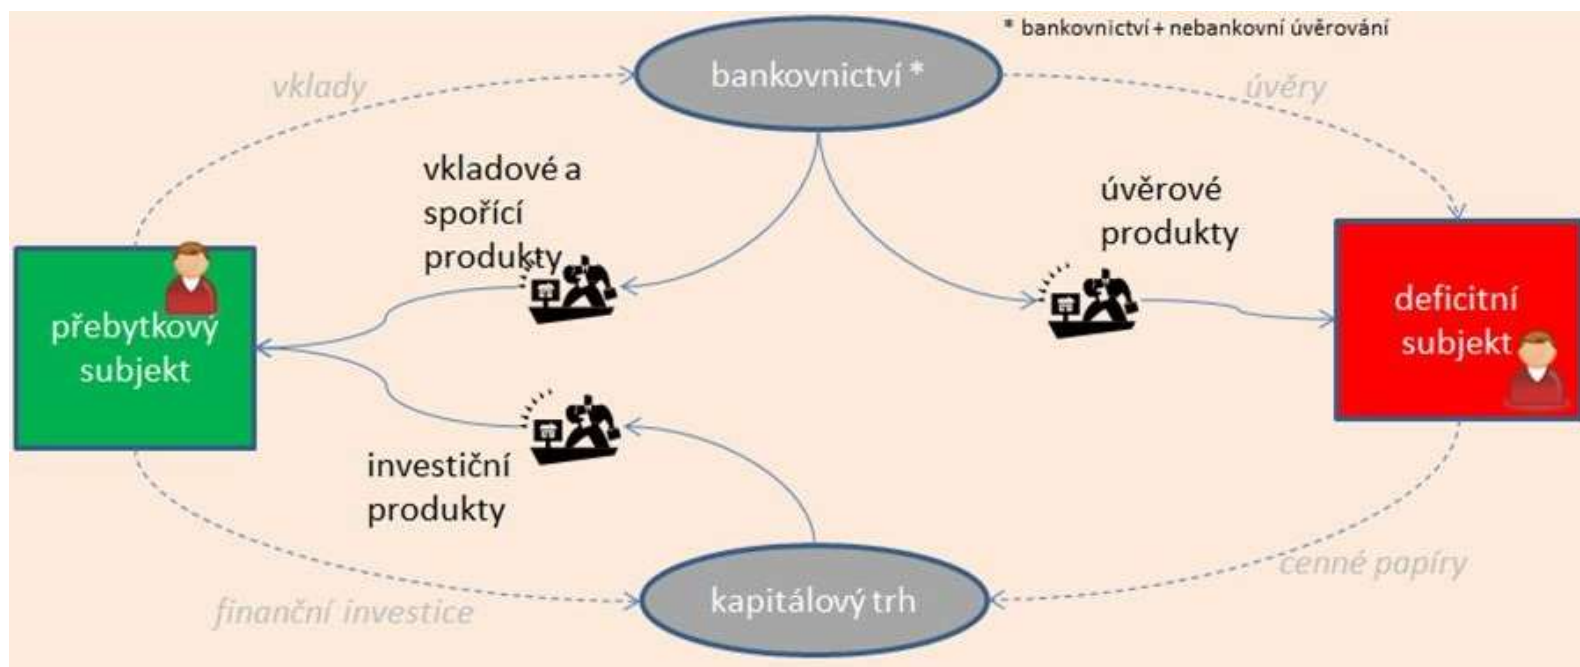 * bankovnictví + nebankovní úvěrování
bankovnictví *
vklady
úvěry
vkladové a
spořící
produkty
úvěrové
produkty
přebytkový
subjekt
deficitní
subjekt
investiční
produkty
cenné papíry
finanční investice
kapitálový trh